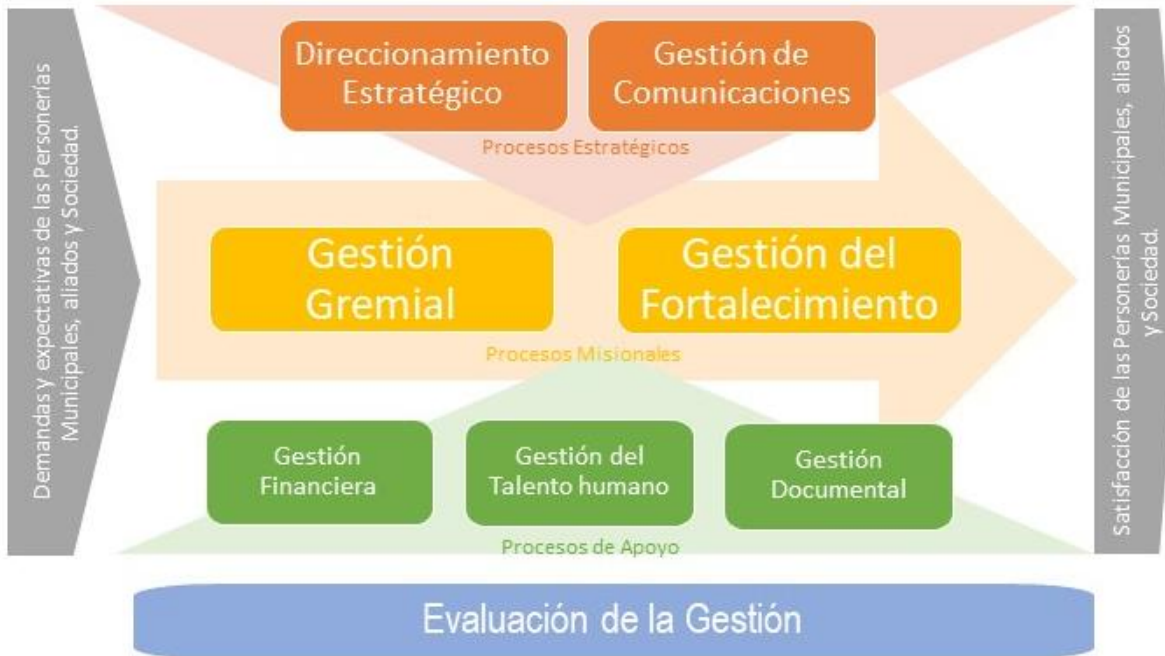 Demandas y expectativas de las Personerías
Municipales, aliados y Sociedad.
Direccionamiento
Estratégico
Gestión de
Comunicaciones
Procesos Estratégicos
Gestión
Gremial
Gestión del
Fortalecimiento
Procesos Misionales
Gestión
Financiera
Gestión del
Talento humano
Gestión
Documental
Procesos de Apoyo
Evaluación de la Gestión
Satisfacción de las Personerías Municipales, aliados
y Sociedad.